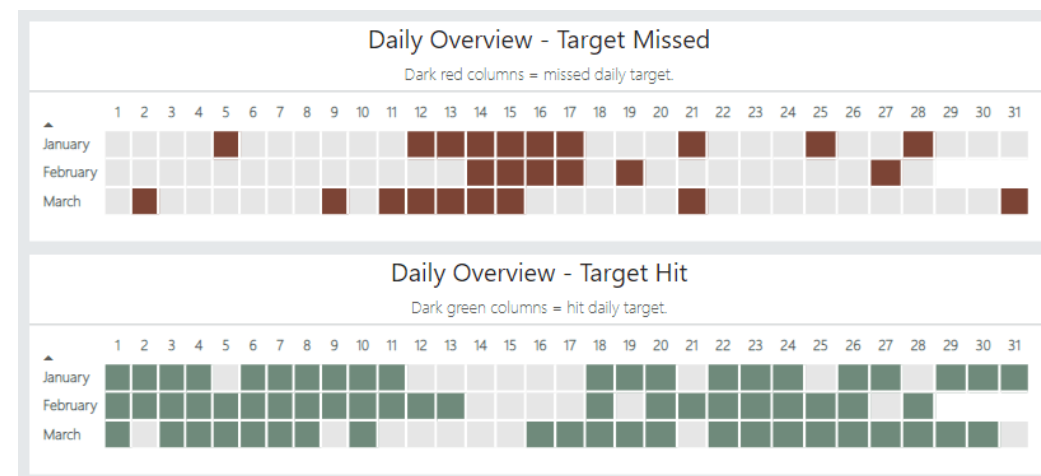 Daily Overview - Target Missed
Dark red columns = missed daily target.
1 2 3 4 5 6 7 8 9 10 11 12 13 14 15 16 17 18 19 20 21 22 23 24 25 26 27 28 29 30 31
January
February
March
Daily Overview - Target Hit
Dark green columns = hit daily target.
1 2 3 4 5 6 7 8 9 10 11 12 13 14 15 16 17 18 19 20 21 22 23 24 25 26 27 28 29 30 31
January
February
March